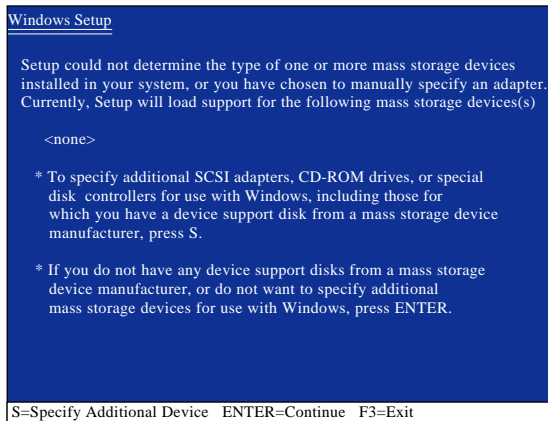 Windows Setup
Setup could not determine the type of one or more mass storage devices
installed in your system, or you have chosen to manually specify an adapter.
Currently, Setup will load support for the following mass storage devices(s)
<none>
* To specify additional SCSI adapters, CD-ROM drives, or special
disk controllers for use with Windows, including those for
which you have a device support disk from a mass storage device
manufacturer, press S.
* If you do not have any device support disks from a mass storage
device manufacturer, or do not want to specify additional
mass storage devices for use with Windows, press ENTER.
S=Specify Additional Device ENTER=Continue F3=Exit